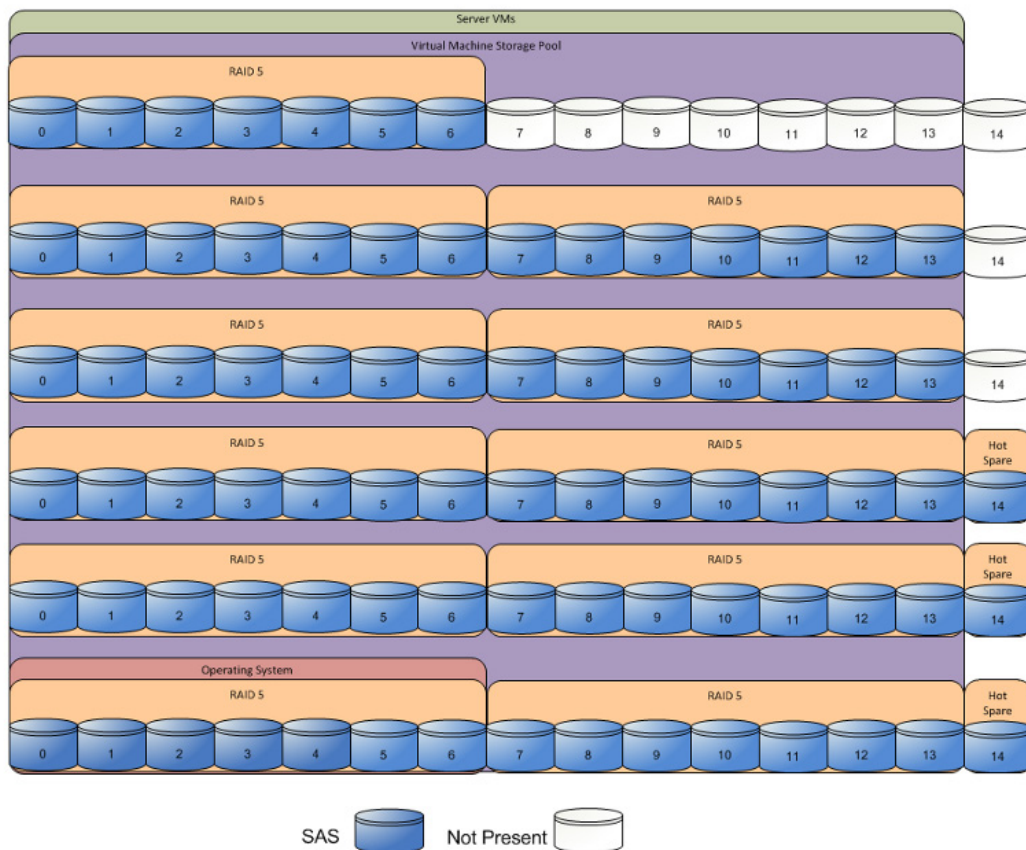 Server VMs
Virtual Machine Storage Pool
RAID 5
0 1 2 3 4 5 6 7 8 9 10 11 12 13 14
RAID 5 RAID 5
0 1 2 3 4 5 6 7 8 9 10 11 12 13 14
RAID 5 RAID 5
0 1 2 3 4 5 6 7 8 9 10 11 12 13 14
RAID 5 RAID 5 Hot
Spare
0 1 2 3 4 5 6 7 8 9 10 11 12 13 14
RAID 5 RAID 5 Hot
Spare
0 1 2 3 4 5 6 7 8 9 10 11 12 13 14
Operating System
RAID 5 RAID 5 Hot
Spare
0 1 2 3 4 5 6 7 8 9 10 11 12 13 14
SAS Not Present